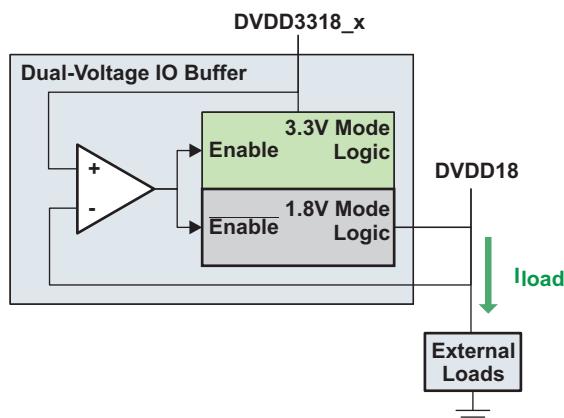 DVDD3318_x
Dual-Voltage IO Buffer
3.3V Mode
Logic
Enable
+
-
1.8V Mode
Logic
Enable
DVDD18
Iload
External
Loads